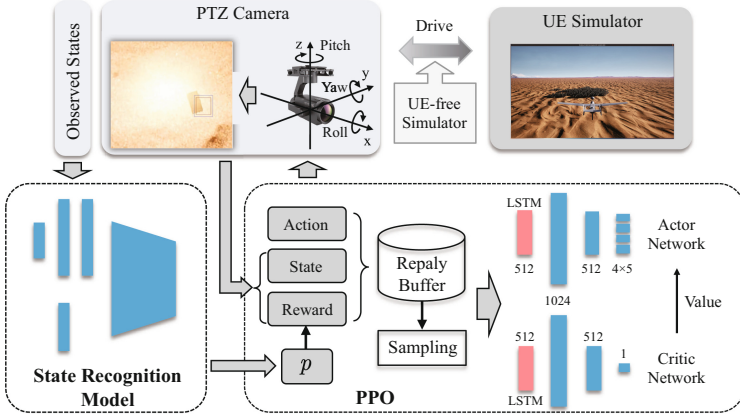 PTZ Camera
Drive
UE Simulator
Observed States
z
Pitch
y
Yaw
Roll
x
UE-free
Simulator
State Recognition
Model
Action
State
Reward
p
Repaly
Buffer
Sampling
PPO
LSTM
512
1024
512
4×5
Actor
Network
Value
512
LSTM
512
1
Critic
Network